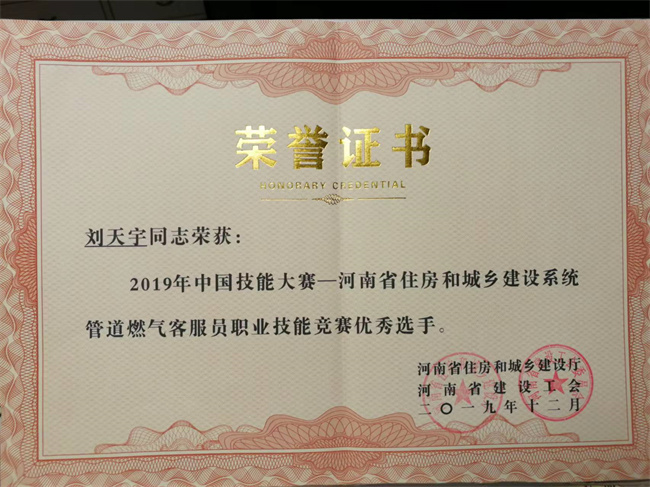 荣誉证书
HONORARY CREDENTIAL
刘天宇同志荣获：
2019年中国技能大赛—河南省住房和城乡建设系统
管道燃气客服员职业技能竞赛优秀选手。
河南省住房和城乡建设厅
河南省建设工会
二〇一九年十二月